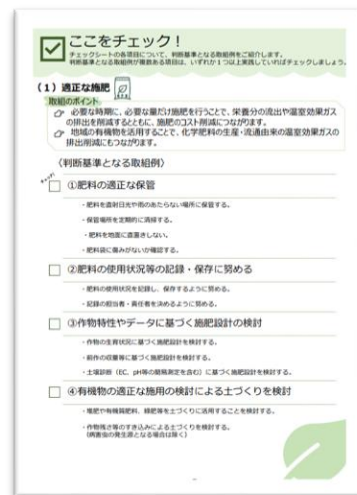 ここをチェック！
チェックシートの各項目について、判断基準となる取組例をご紹介します。
判断基準となる取組例が複数ある項目は、いずれか１つ以上実践していればチェックしましょう。
（１）適正な施肥
取組のポイント
必要な時期に、必要な量だけ施肥を行うことで、栄養分の流出や温室効果ガス
の排出を削減するとともに、施肥のコスト削減につながります。
地域の有機物を活用することで、化学肥料の生産・流通由来の温室効果ガスの
排出削減にもつながります。
〈判断基準となる取組例〉
①肥料の適正な保管
・肥料を直射日光や雨のあたらない場所に保管する。
・保管場所を定期的に清掃する。
・肥料を地面に直置きしない。
・肥料袋に傷みがないか確認する。
②肥料の使用状況等の記録・保存に努める
・肥料の使用状況を記録し、保存するように努める。
・記録の担当者・責任者を決めるように努める。
③作物特性やデータに基づく施肥設計の検討
・作物の生育状況に基づく施肥設計を検討する。
・前作の収量等に基づく施肥設計を検討する。
・土壌診断（EC、pH等の簡易測定を含む）に基づく施肥設計を検討する。
④有機物の適正な施用の検討による土づくりを検討
・堆肥や有機質肥料、緑肥等を土づくりに活用することを検討する。
・作物残さ等のすき込みによる土づくりを検討する。
（病害虫の発生源となる場合は除く）